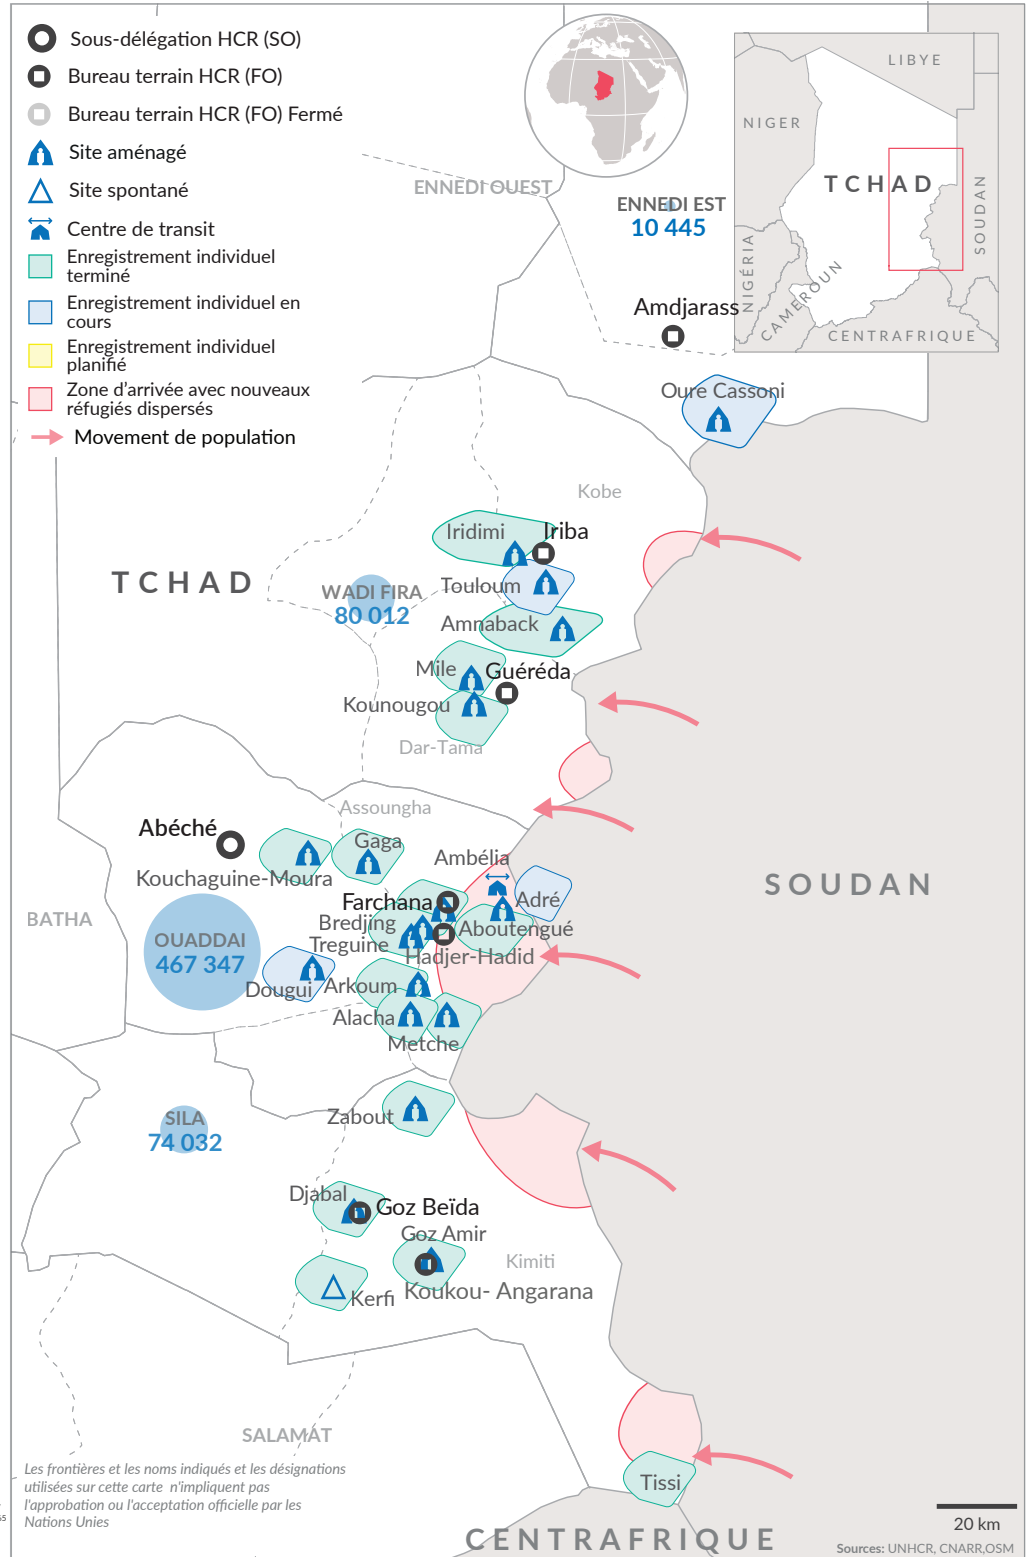 Sous-délégation HCR (SO)
Bureau terrain HCR (FO)
Bureau terrain HCR (FO) Fermé
Site aménagé
Site spontané
Centre de transit
Enregistrement individuel
terminé
Enregistrement individuel en
cours
Enregistrement individuel
planifié
Zone d'arrivée avec nouveaux
réfugiés dispersés
Movement de population
LIBYE
NIGER
TCHAD
SOUDAN
NIGÉRIA
CAMEROUN
CENTRAFRIQUE
ENNEDI OUEST
ENNEDI EST
10 445
Amdjarass
Oure Cassoni
Kobe
Iridimi
Iriba
TCHAD
WADI FIRA
80 012
Touloum
Amnaback
Mile
Guéréda
Kounougou
Dar-Tama
Assoungha
Abéché
Gaga
Ambélia
Kouchaguine-Moura
Farchana
Adré
SOUDAN
BATHA
Bredjing
Aboutengué
OUADDAI
467 347
Treguine
Hadjer-Hadid
Dougui
Arkoum
Alacha
Metche
SILA
74 032
Zabout
Djabal
Goz Beïda
Goz Amir
Kimiti
Kerfi
Koukou- Angarana
SALAMAT
Tissi
Les frontières et les noms indiqués et les désignations
utilisées sur cette carte n'impliquent pas
l'approbation ou l'acceptation officielle par les
Nations Unies
CENTRAFRIQUE
20 km
Sources: UNHCR, CNARR,OSM